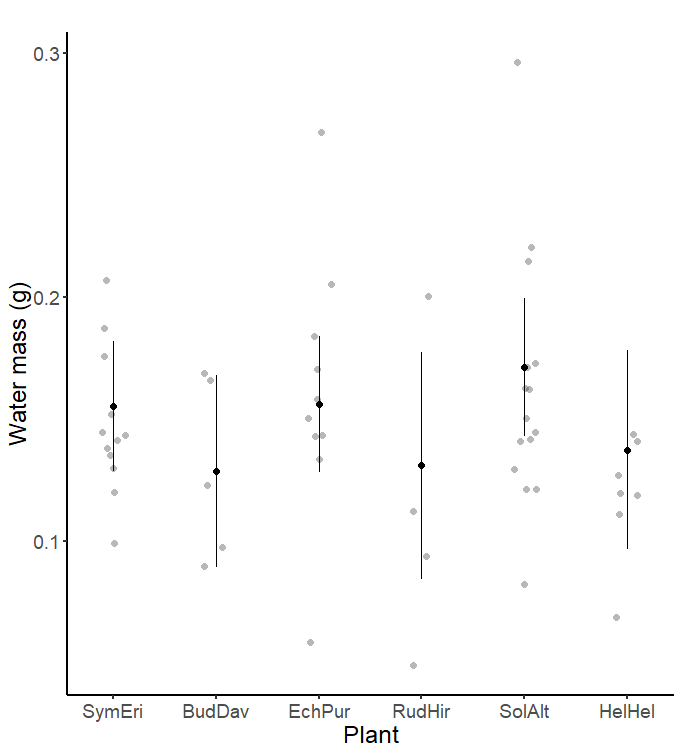 0.3
0.2
0.1
Water mass (g)
SymEri BudDav EchPur RudHir SolAlt HelHel
Plant